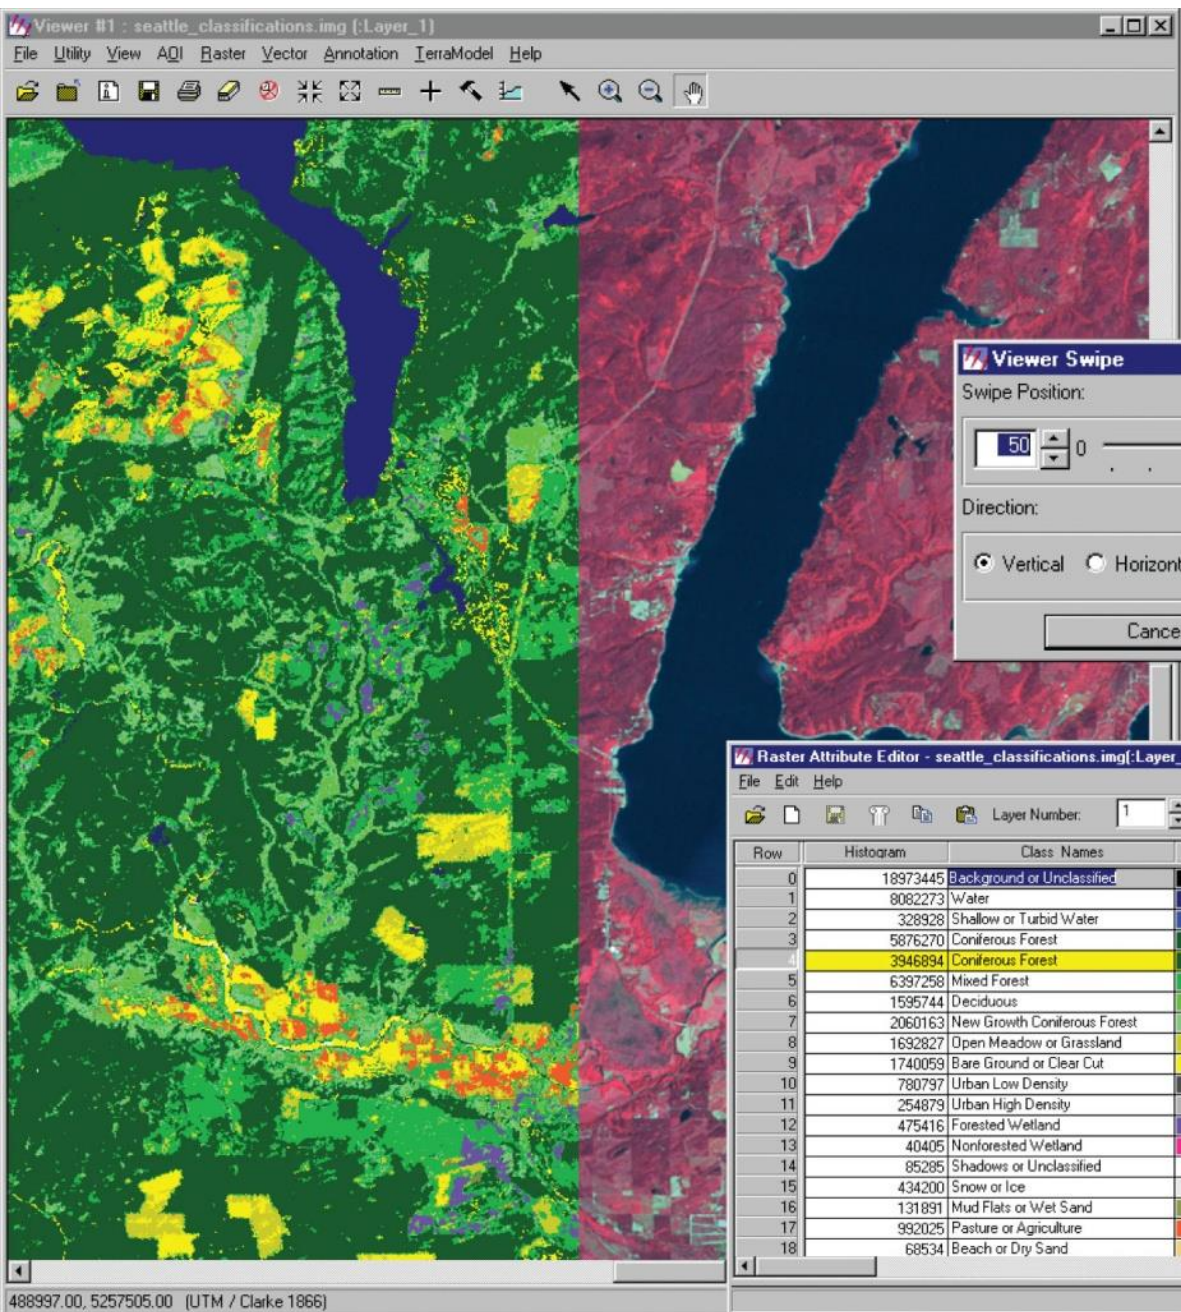 Viewer #1 : seattle_classifications.img (:Layer_1)
File Utility View AOI Raster Vector Annotation TerraModel Help
Viewer Swipe
Swipe Position:
50 0
Direction:
Vertical Horizont
Cance
Raster Attribute Editor - seattle_classifications.img(:Layer_
File Edit Help
Layer Number: 1
Row Histogram Class Names
0 18973445 Background or Unclassified
1 8082273 Water
2 328928 Shallow or Turbid Water
3 5876270 Coniferous Forest
4 3946894 Coniferous Forest
5 6397258 Mixed Forest
6 1595744 Deciduous
7 2060163 New Growth Coniferous Forest
8 1692827 Open Meadow or Grassland
9 1740059 Bare Ground or Clear Cut
10 780797 Urban Low Density
11 254879 Urban High Density
12 475416 Forested Wetland
13 40405 Nonforested Wetland
14 85285 Shadows or Unclassified
15 434200 Snow or Ice
16 131891 Mud Flats or Wet Sand
17 992025 Pasture or Agriculture
18 68534 Beach or Dry Sand
488997.00, 5257505.00 (UTM / Clarke 1866)